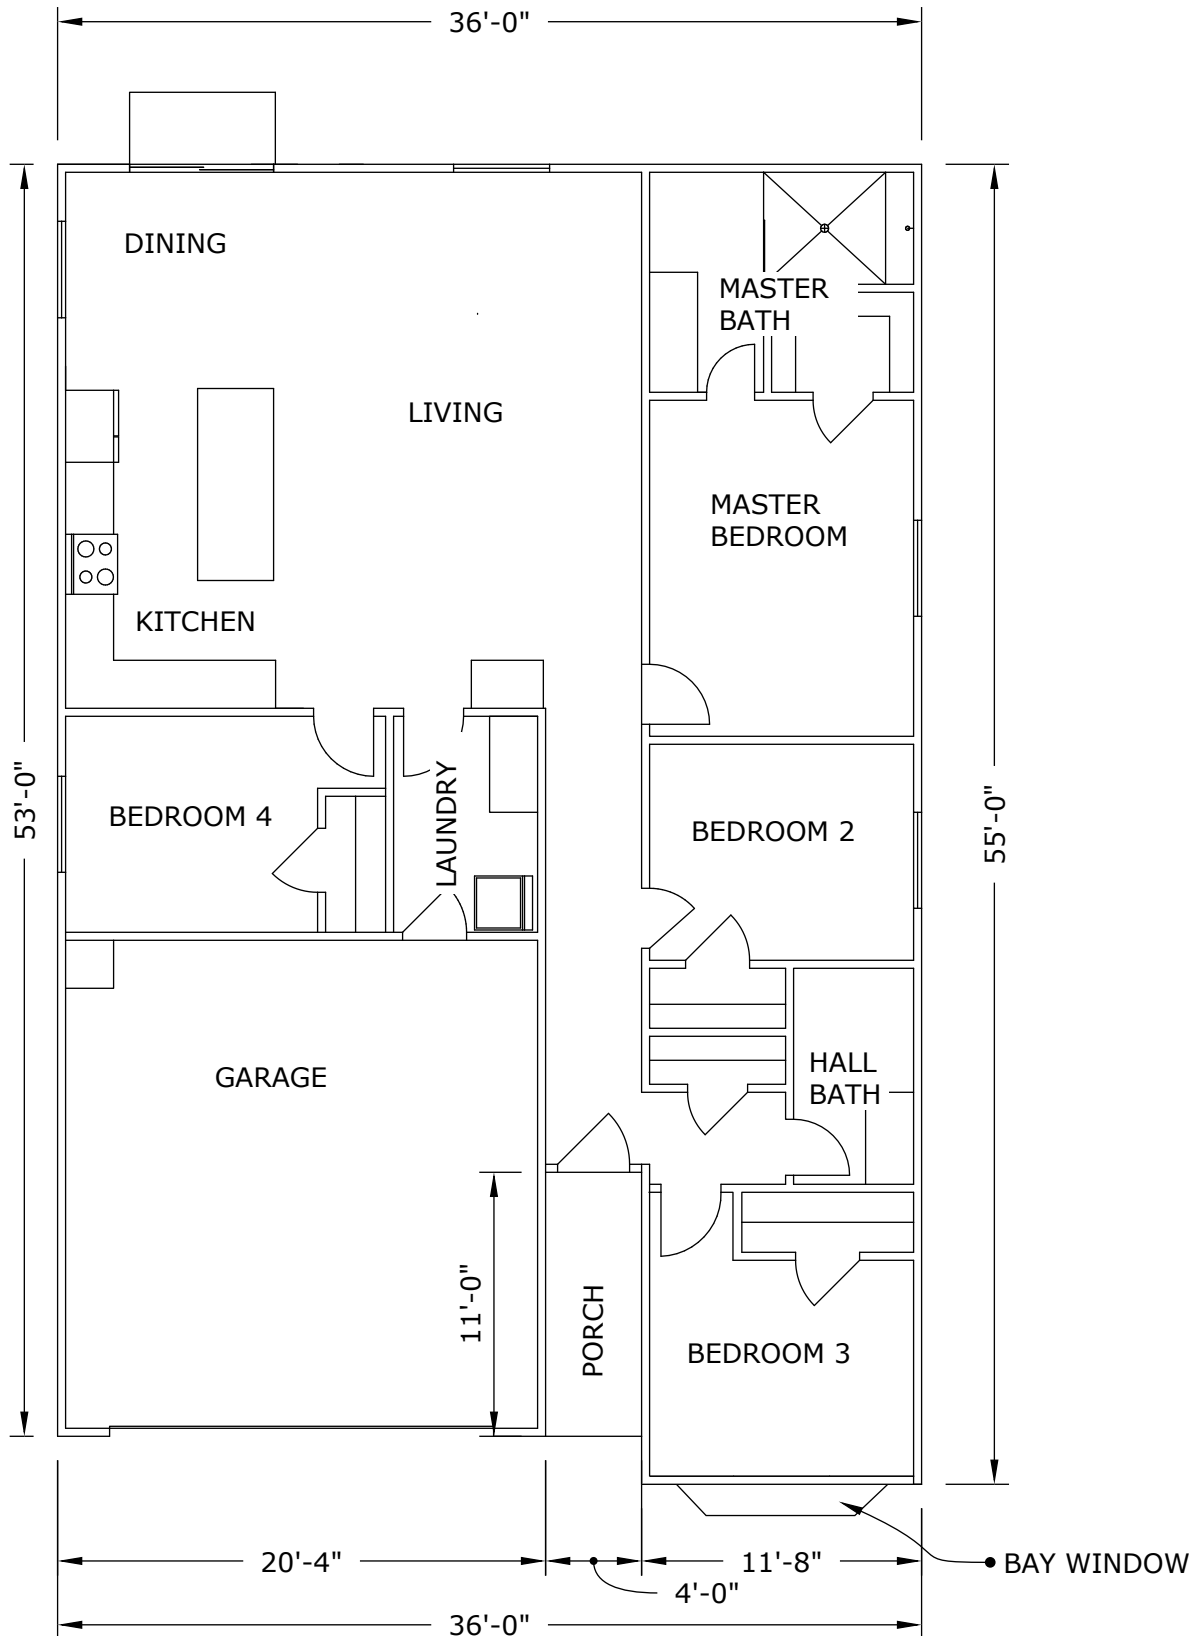 36'-0"
DINING
MASTER
BATH
LIVING
MASTER
BEDROOM
KITCHEN
53'-0"
BEDROOM 4
LAUNDRY
BEDROOM 2
55'-0"
GARAGE
HALL
BATH
11'-0"
PORCH
BEDROOM 3
20'-4"
4'-0"
11'-8"
BAY WINDOW
36'-0"